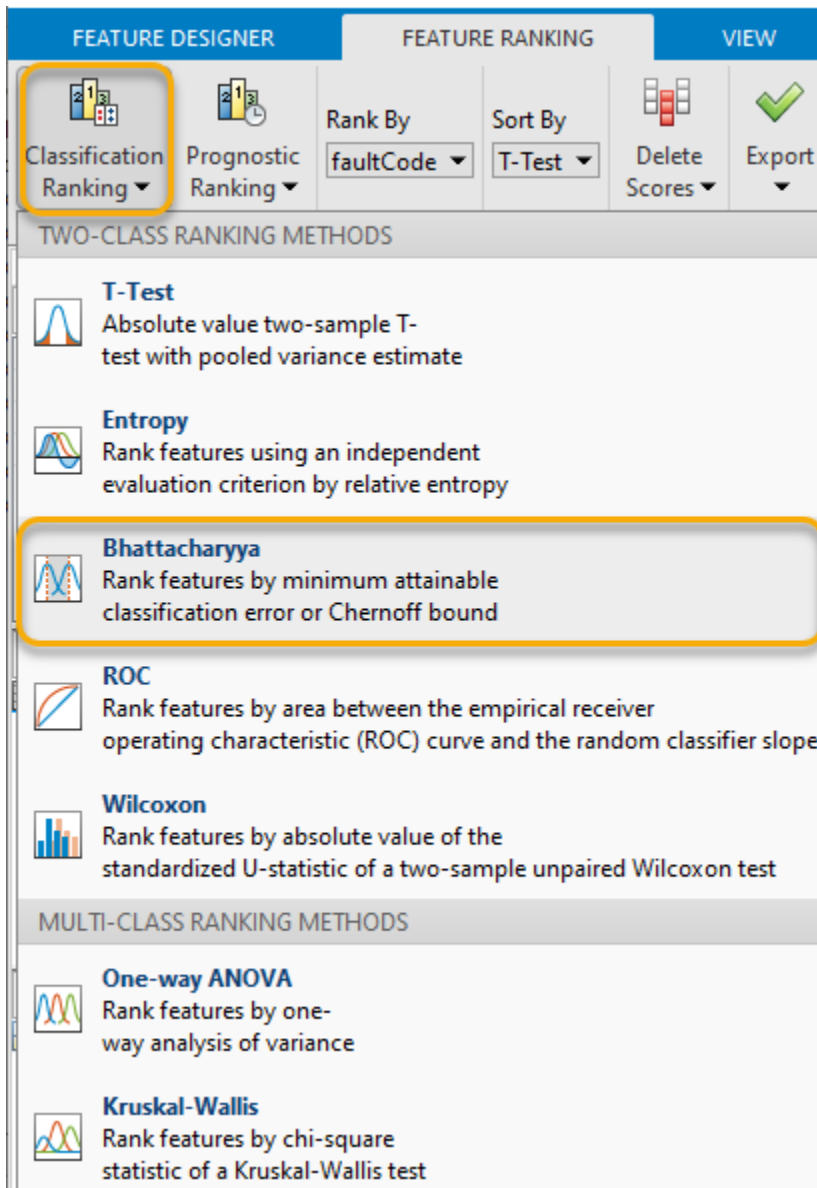 FEATURE DESIGNER FEATURE RANKING VIEW
Classification Ranking
Prognostic Ranking
Rank By
faultCode
Sort By
T-Test
Delete Scores
Export
TWO-CLASS RANKING METHODS
T-Test
Absolute value two-sample T-
test with pooled variance estimate
Entropy
Rank features using an independent
evaluation criterion by relative entropy
Bhattacharyya
Rank features by minimum attainable
classification error or Chernoff bound
ROC
Rank features by area between the empirical receiver
operating characteristic (ROC) curve and the random classifier slope
Wilcoxon
Rank features by absolute value of the
standardized U-statistic of a two-sample unpaired Wilcoxon test
MULTI-CLASS RANKING METHODS
One-way ANOVA
Rank features by one-
way analysis of variance
Kruskal-Wallis
Rank features by chi-square
statistic of a Kruskal-Wallis test